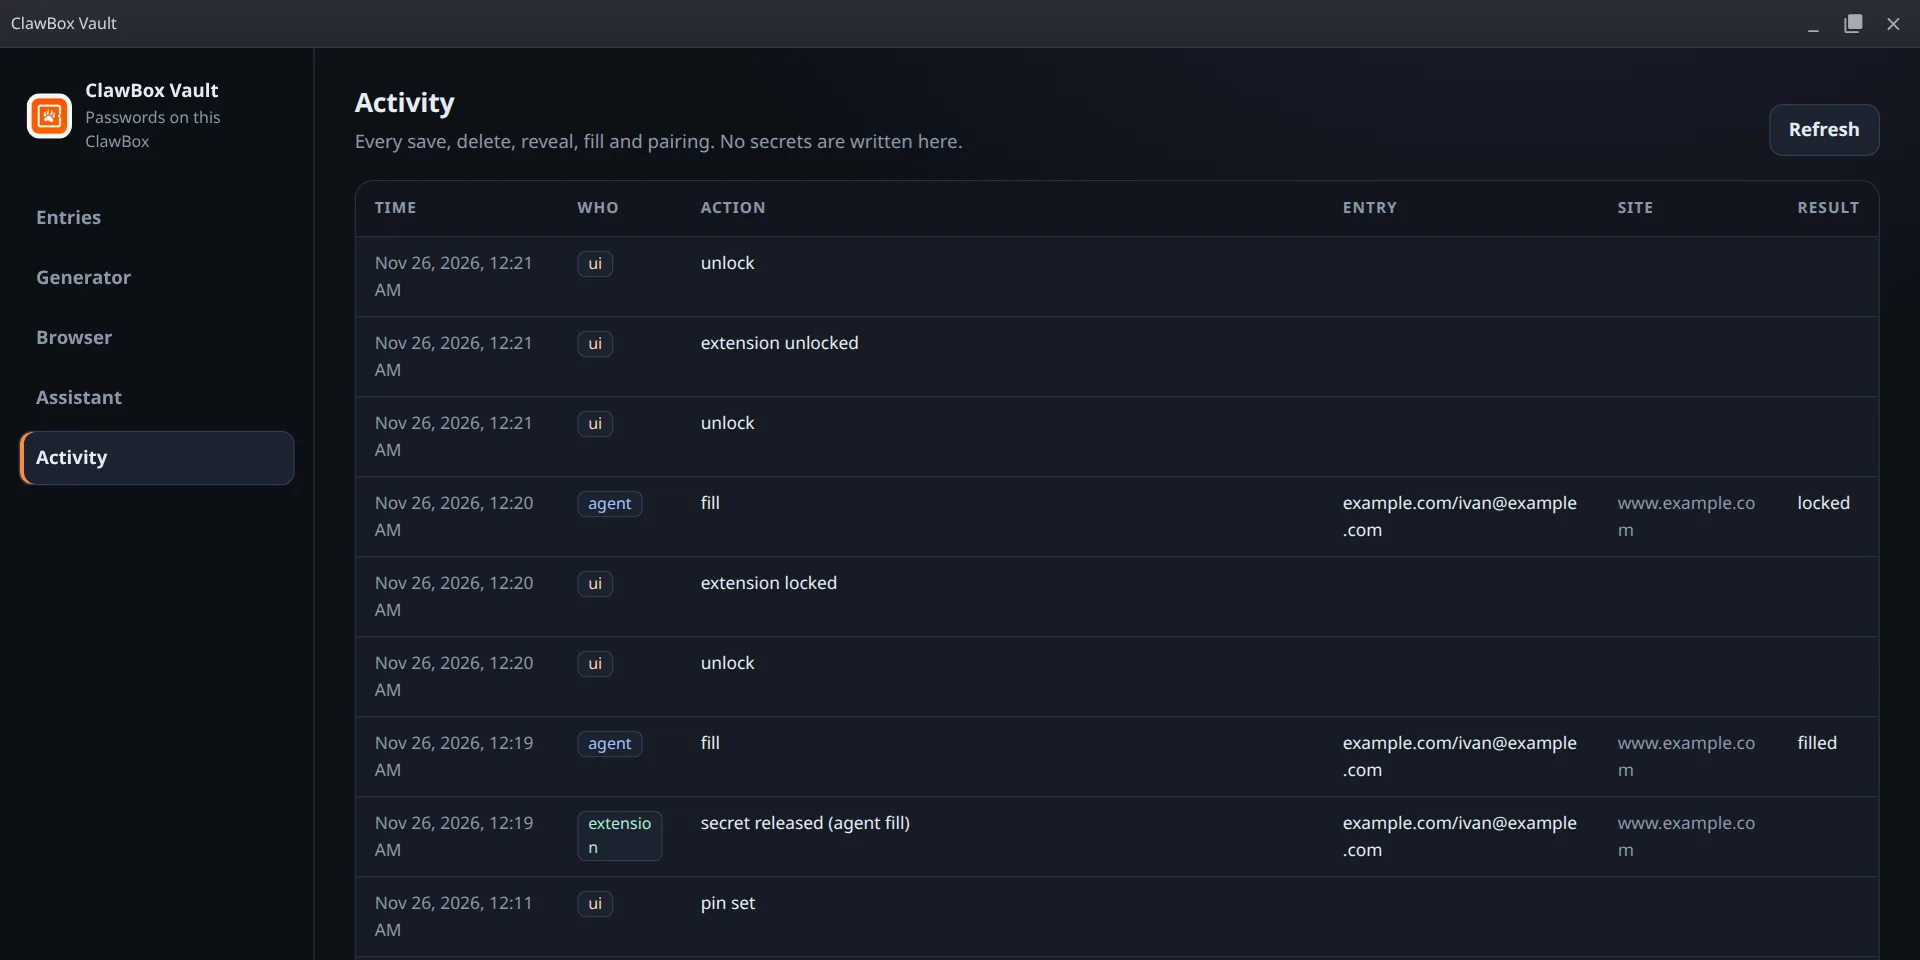 ClawBox Vault
ClawBox Vault
Passwords on this
ClawBox
Entries
Generator
Browser
Assistant
Activity
Activity
Every save, delete, reveal, fill and pairing. No secrets are written here.
Refresh
TIME WHO ACTION ENTRY SITE RESULT
Nov 26, 2026, 12:21 ui unlock
AM
Nov 26, 2026, 12:21 ui extension unlocked
AM
Nov 26, 2026, 12:21 ui unlock
AM
Nov 26, 2026, 12:20 agent fill example.com/ivan@example www.example.co locked
AM .com m
Nov 26, 2026, 12:20 ui extension locked
AM
Nov 26, 2026, 12:20 ui unlock
AM
Nov 26, 2026, 12:19 agent fill example.com/ivan@example www.example.co filled
AM .com m
Nov 26, 2026, 12:19 extensio secret released (agent fill) example.com/ivan@example www.example.co
AM n .com m
Nov 26, 2026, 12:11 ui pin set
AM